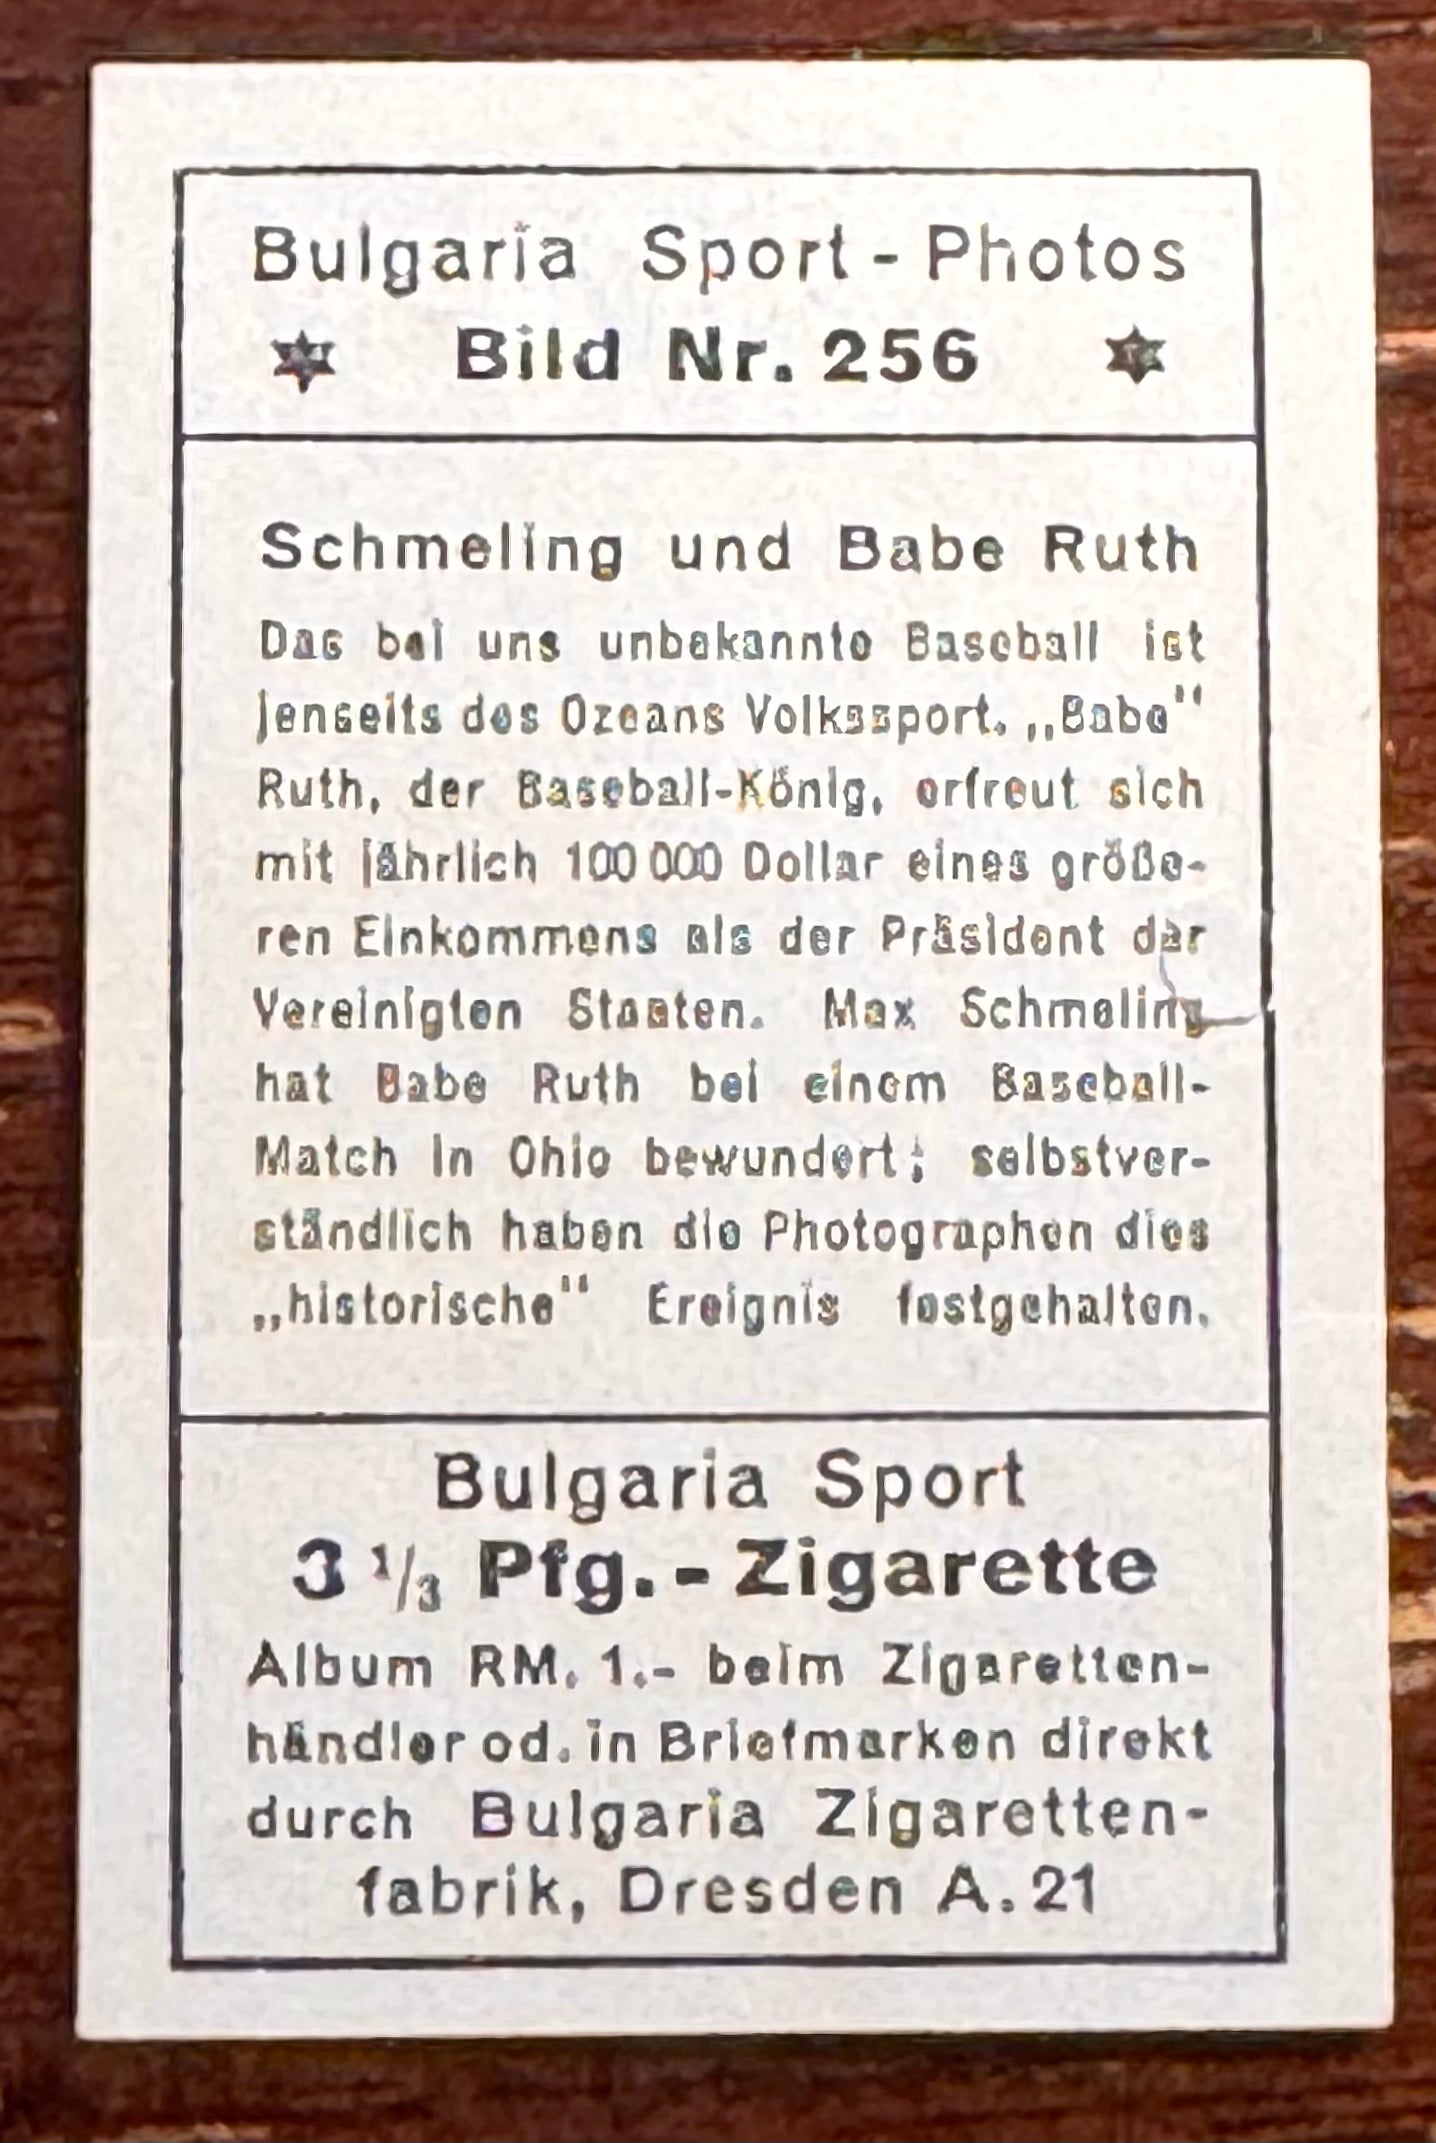 Bulgaria Sport - Photos
✶ Bild Nr. 256 ✶
Schmeling und Babe Ruth
Das bei uns unbekannte Baseball ist
jenseits des Ozeans Volkssport. „Babe“
Ruth, der Baseball-König, erfreut sich
mit jährlich 100 000 Dollar eines größe-
ren Einkommens als der Präsident der
Vereinigten Staaten. Max Schmeling
hat Babe Ruth bei einem Baseball-
Match in Ohio bewundert; selbstver-
ständlich haben die Photographen dies
„historische“ Ereignis festgehalten.
Bulgaria Sport
3 1/3 Pfg. - Zigarette
Album RM. 1.- beim Zigaretten-
händler od. in Briefmarken direkt
durch Bulgaria Zigaretten-
fabrik, Dresden A. 21